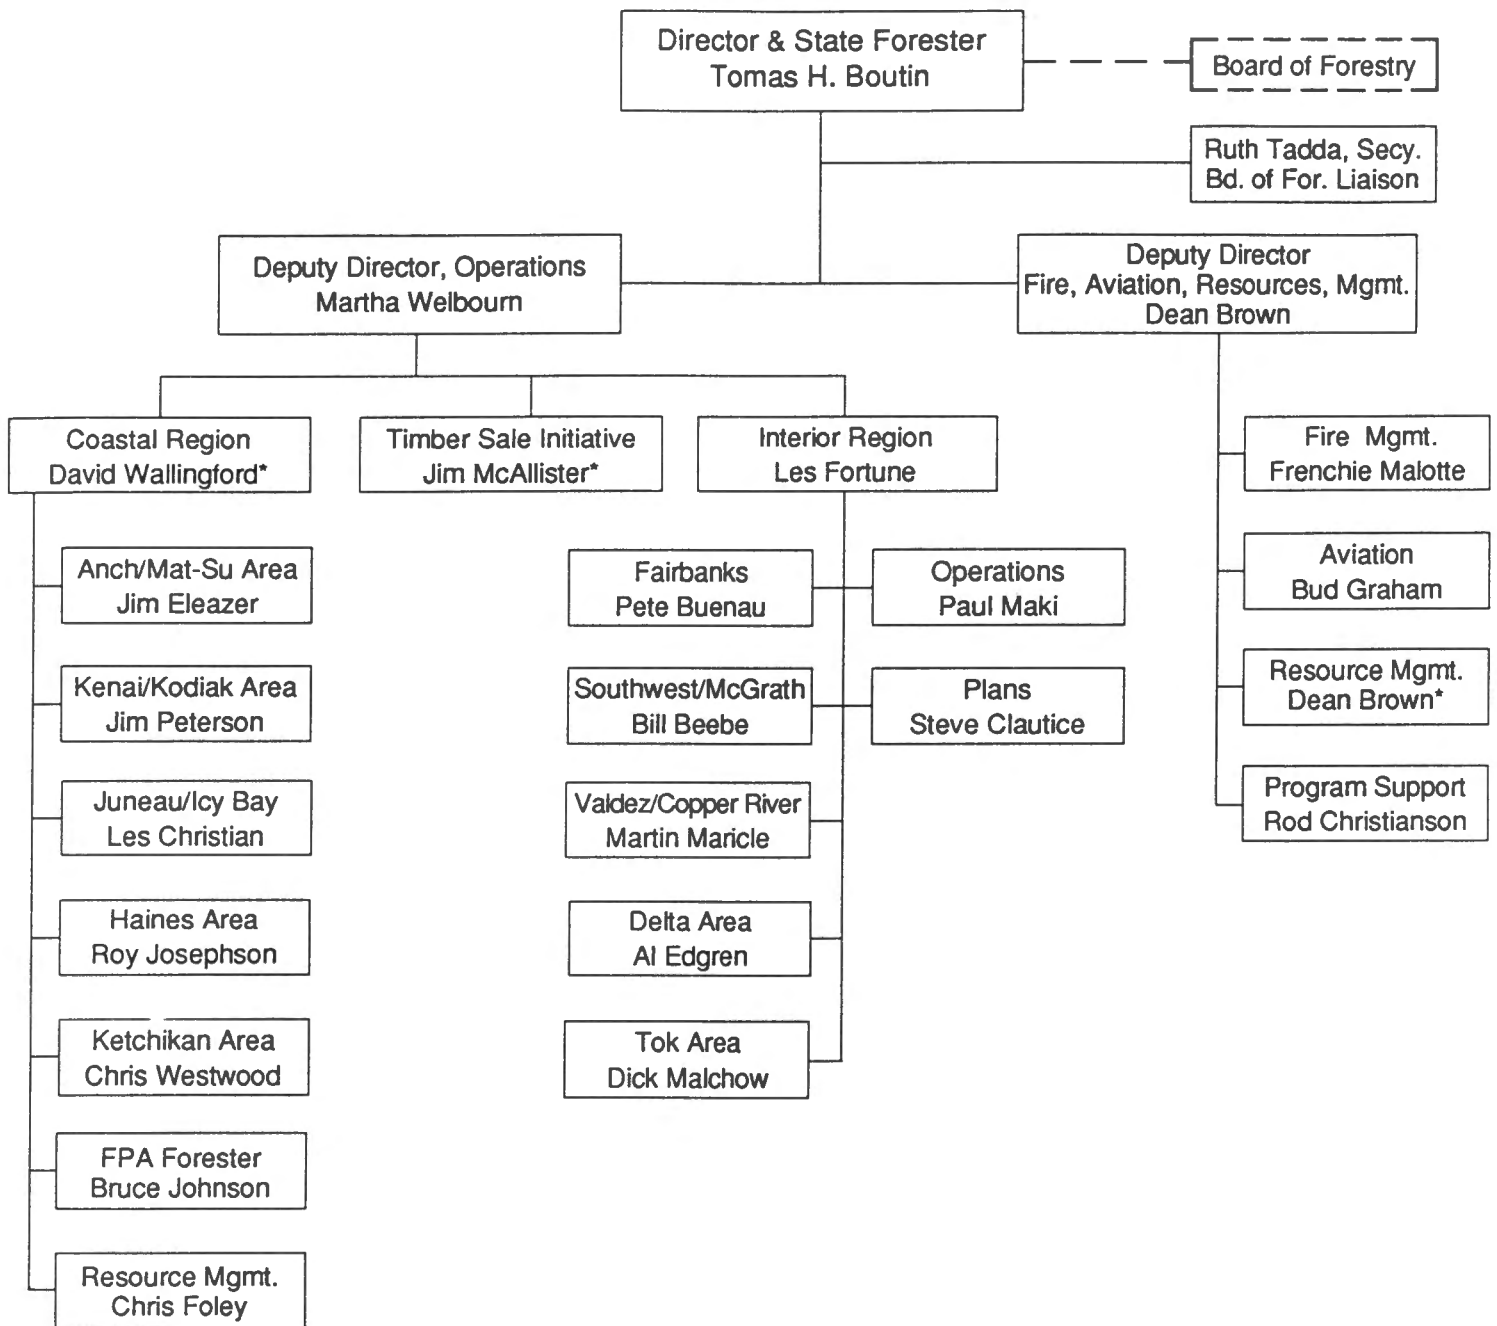 Director & State Forester
Tomas H. Boutin
Board of Forestry
Ruth Tadda, Secy.
Bd. of For. Liaison
Deputy Director, Operations
Martha Welbourn
Deputy Director
Fire, Aviation, Resources, Mgmt.
Dean Brown
Coastal Region
David Wallingford*
Timber Sale Initiative
Jim McAllister*
Interior Region
Les Fortune
Anch/Mat-Su Area
Jim Eleazer
Kenai/Kodiak Area
Jim Peterson
Juneau/Icy Bay
Les Christian
Haines Area
Roy Josephson
Ketchikan Area
Chris Westwood
FPA Forester
Bruce Johnson
Resource Mgmt.
Chris Foley
Fairbanks
Pete Buenau
Southwest/McGrath
Bill Beebe
Valdez/Copper River
Martin Maricle
Delta Area
Al Edgren
Tok Area
Dick Malchow
Operations
Paul Maki
Plans
Steve Clautice
Fire Mgmt.
Frenchie Malotte
Aviation
Bud Graham
Resource Mgmt.
Dean Brown*
Program Support
Rod Christianson